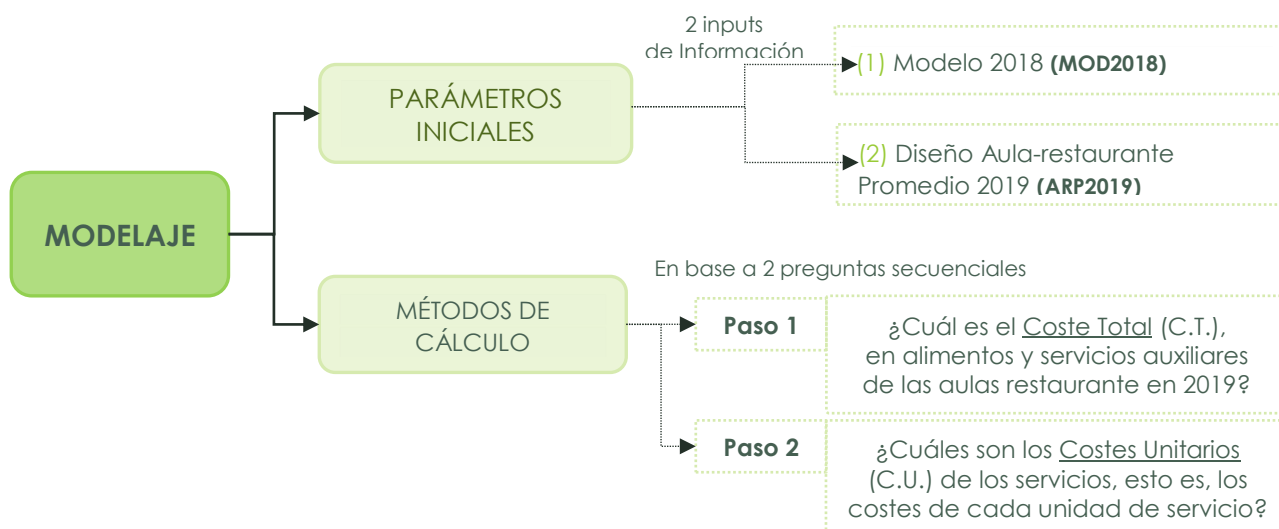 2 inputs
de Información
(1) Modelo 2018 (MOD2018)
PARÁMETROS
INICIALES
(2) Diseño Aula-restaurante
Promedio 2019 (ARP2019)
MODELAJE
En base a 2 preguntas secuenciales
MÉTODOS DE
CÁLCULO
Paso 1
¿Cuál es el Coste Total (C.T.),
en alimentos y servicios auxiliares
de las aulas restaurante en 2019?
Paso 2
¿Cuáles son los Costes Unitarios
(C.U.) de los servicios, esto es, los
costes de cada unidad de servicio?